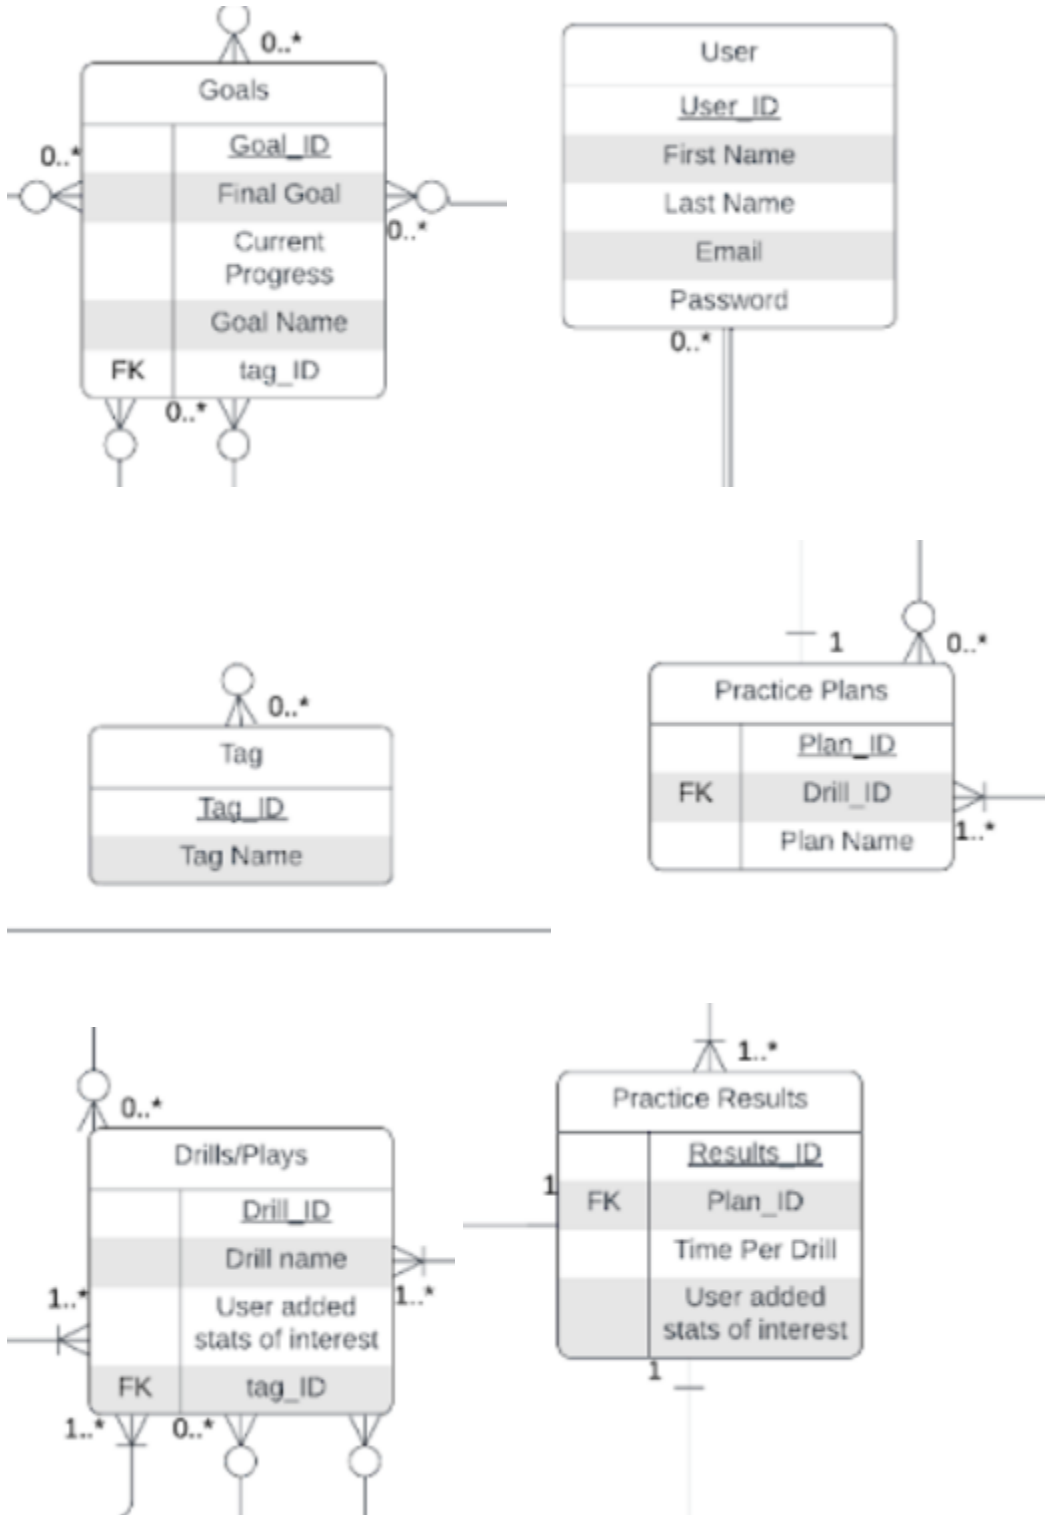 0..*
Goals
Goal_ID
0..*
Final Goal
0..*
Current
Progress
Goal Name
FK tag_ID
0..*
User
User_ID
First Name
Last Name
Email
Password
0..*
0..*
Tag
Tag_ID
Tag Name
1
0..*
Practice Plans
Plan_ID
FK Drill_ID
1..*
Plan Name
0..*
Drills/Plays
Drill_ID
Drill name
1..*
1..*
User added
stats of interest
FK tag_ID
1..* 0..*
1..*
Practice Results
Results_ID
1
FK Plan_ID
Time Per Drill
User added
stats of interest
1